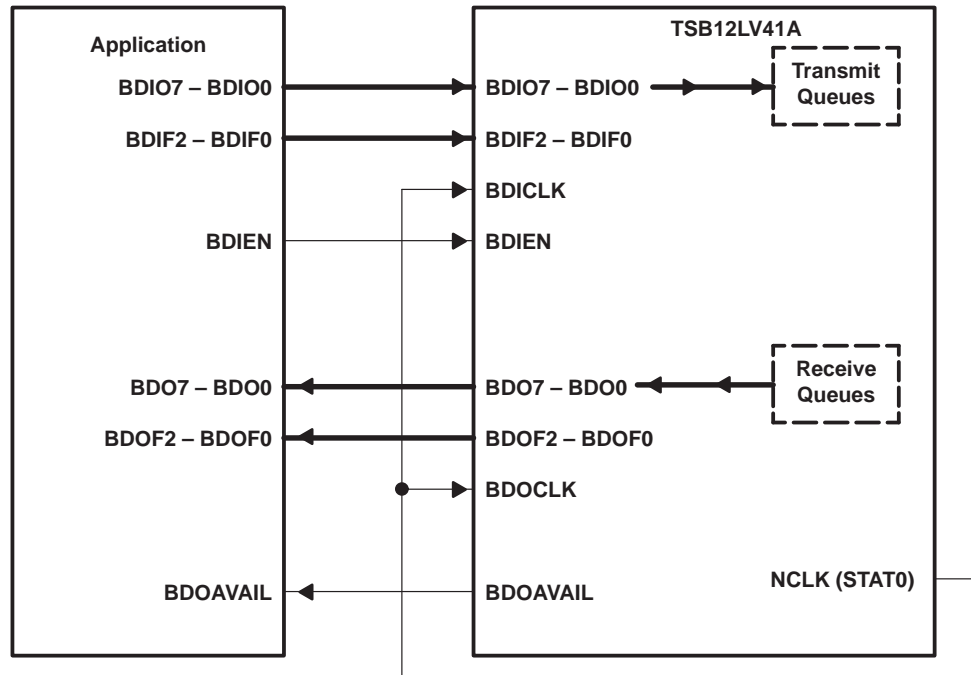 TSB12LV41A
Application
BDIO7 – BDIO0
BDIO7 – BDIO0
Transmit
Queues
BDIF2 – BDIF0
BDIF2 – BDIF0
BDICLK
BDIEN
BDIEN
BDO7 – BDO0
BDO7 – BDO0
Receive
Queues
BDOF2 – BDOF0
BDOF2 – BDOF0
BDOCLK
BDOAVAIL
BDOAVAIL
NCLK (STAT0)